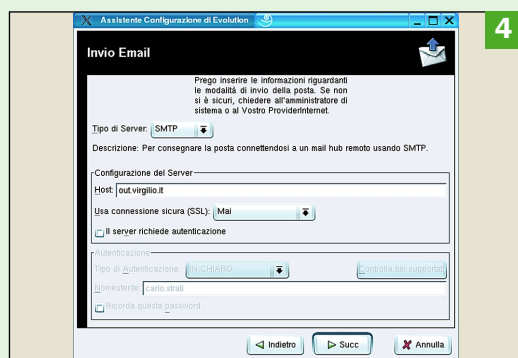 Assistente Configurazione di Evolution
4
Invio Email
Prego inserire le informazioni riguardanti
le modalità di invio della posta. Se non
si è sicuri, chiedere all'amministratore di
sistema o al Vostro ProviderInternet.
Tipo di Server: SMTP
Descrizione: Per consegnare la posta connettendosi a un mail hub remoto usando SMTP.
Configurazione del Server
Host: out.virgilio.it
Usa connessione sicura (SSL): Mai
Il server richiede autenticazione
Autenticazione
Tipo di Autenticazione: IN CHIARO Controlla tipi supportati
Nomeutente: carlo.strati
Ricorda questa password
Indietro Succ Annulla